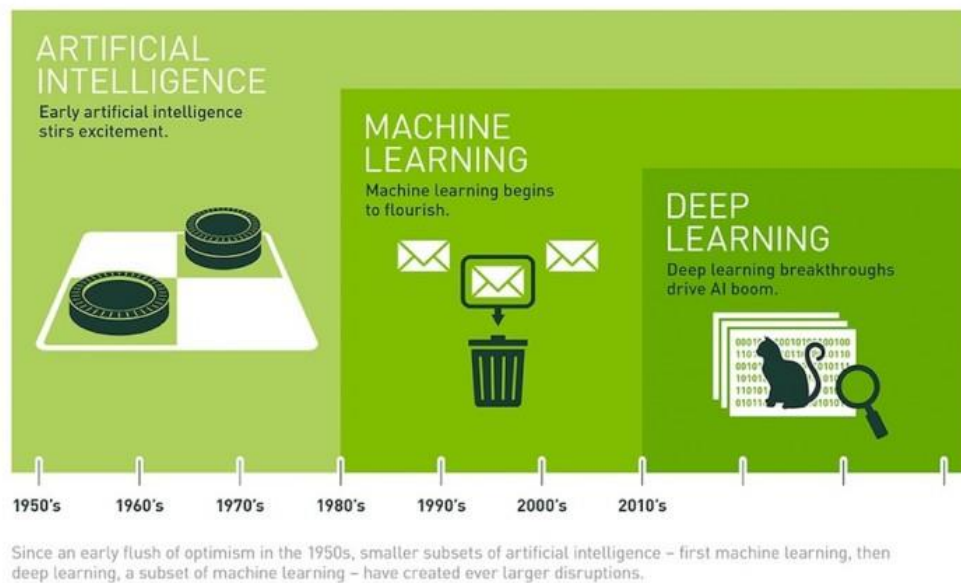 ARTIFICIAL
INTELLIGENCE
Early artificial intelligence
stirs excitement.
MACHINE
LEARNING
Machine learning begins
to flourish.
DEEP
LEARNING
Deep learning breakthroughs
drive AI boom.
1950's 1960's 1970's 1980's 1990's 2000's 2010's
Since an early flush of optimism in the 1950s, smaller subsets of artificial intelligence – first machine learning, then
deep learning, a subset of machine learning – have created ever larger disruptions.